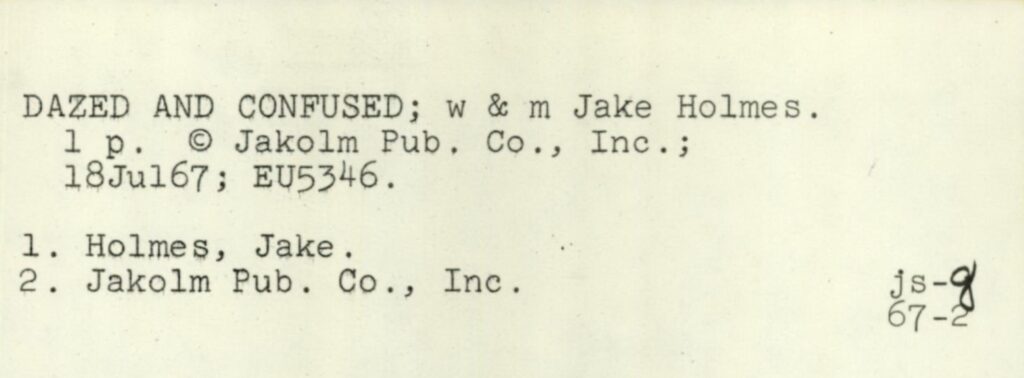 DAZED AND CONFUSED; w & m Jake Holmes.
1 p. © Jakolm Pub. Co., Inc.;
18Jul67; EU5346.
1. Holmes, Jake.
2. Jakolm Pub. Co., Inc.
js-g
67-2